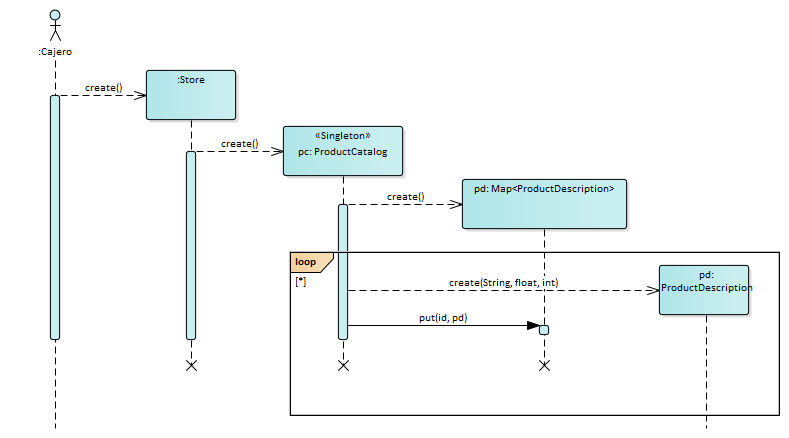 :Cajero
create()
:Store
create()
«Singleton»
pc: ProductCatalog
create()
pd: Map<ProductDescription>
loop
[*]
create(String, float, int)
pd:
ProductDescription
put(id, pd)